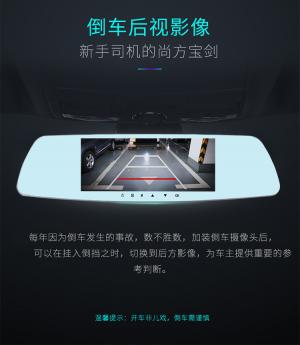 倒车后视影像
新手司机的尚方宝剑
每年因为倒车发生的事故，数不胜数，加装倒车摄像头后，
可以在挂入倒挡之时，切换到后方影像，为车主提供重要的参
考判断。
温馨提示：开车非儿戏，倒车需谨慎